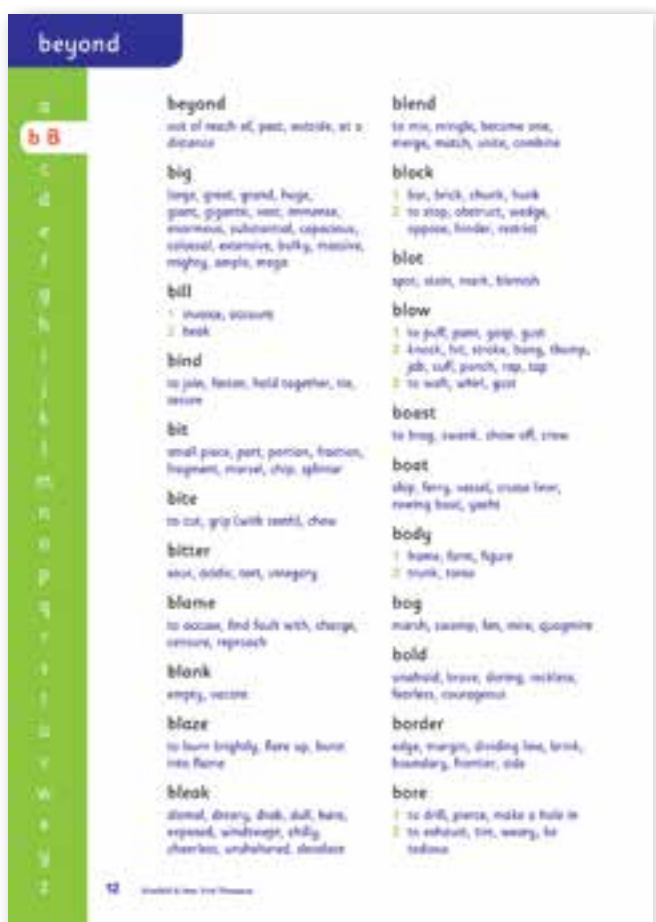 beyond
a
b B
c
d
e
f
g
h
i
j
k
l
m
n
o
p
q
r
s
t
u
v
w
x
y
z
beyond
out of reach of, past, outside, at a
distance
big
large, great, grand, huge,
giant, gigantic, vast, immense,
enormous, substantial, capacious,
colossal, extensive, bulky, massive,
mighty, ample, mega
bill
1 invoice, account
2 beak
bind
to join, fasten, hold together, tie,
secure
bit
small piece, part, portion, fraction,
fragment, morsel, chip, splinter
bite
to cut, grip (with teeth), chew
bitter
sour, acidic, tart, vinegary
blame
to accuse, find fault with, charge,
censure, reproach
blank
empty, vacant
blaze
to burn brightly, flare up, burst
into flame
bleak
dismal, dreary, drab, dull, bare,
exposed, windswept, chilly,
cheerless, unsheltered, desolate
blend
to mix, mingle, become one,
merge, match, unite, combine
block
1 bar, brick, chunk, hunk
2 to stop, obstruct, wedge,
oppose, hinder, restrict
blot
spot, stain, mark, blemish
blow
1 to puff, pant, gasp, gust
2 knock, hit, stroke, bang, thump,
jab, cuff, punch, rap, tap
3 to waft, whirl, gust
boast
to brag, swank, show off, crow
boat
ship, ferry, vessel, cruise liner,
rowing boat, yacht
body
1 frame, form, figure
2 trunk, torso
bog
marsh, swamp, fen, mire, quagmire
bold
unafraid, brave, daring, reckless,
fearless, courageous
border
edge, margin, dividing line, brink,
boundary, frontier, side
bore
1 to drill, pierce, make a hole in
2 to exhaust, tire, weary, be
tedious
12
Thesaurus